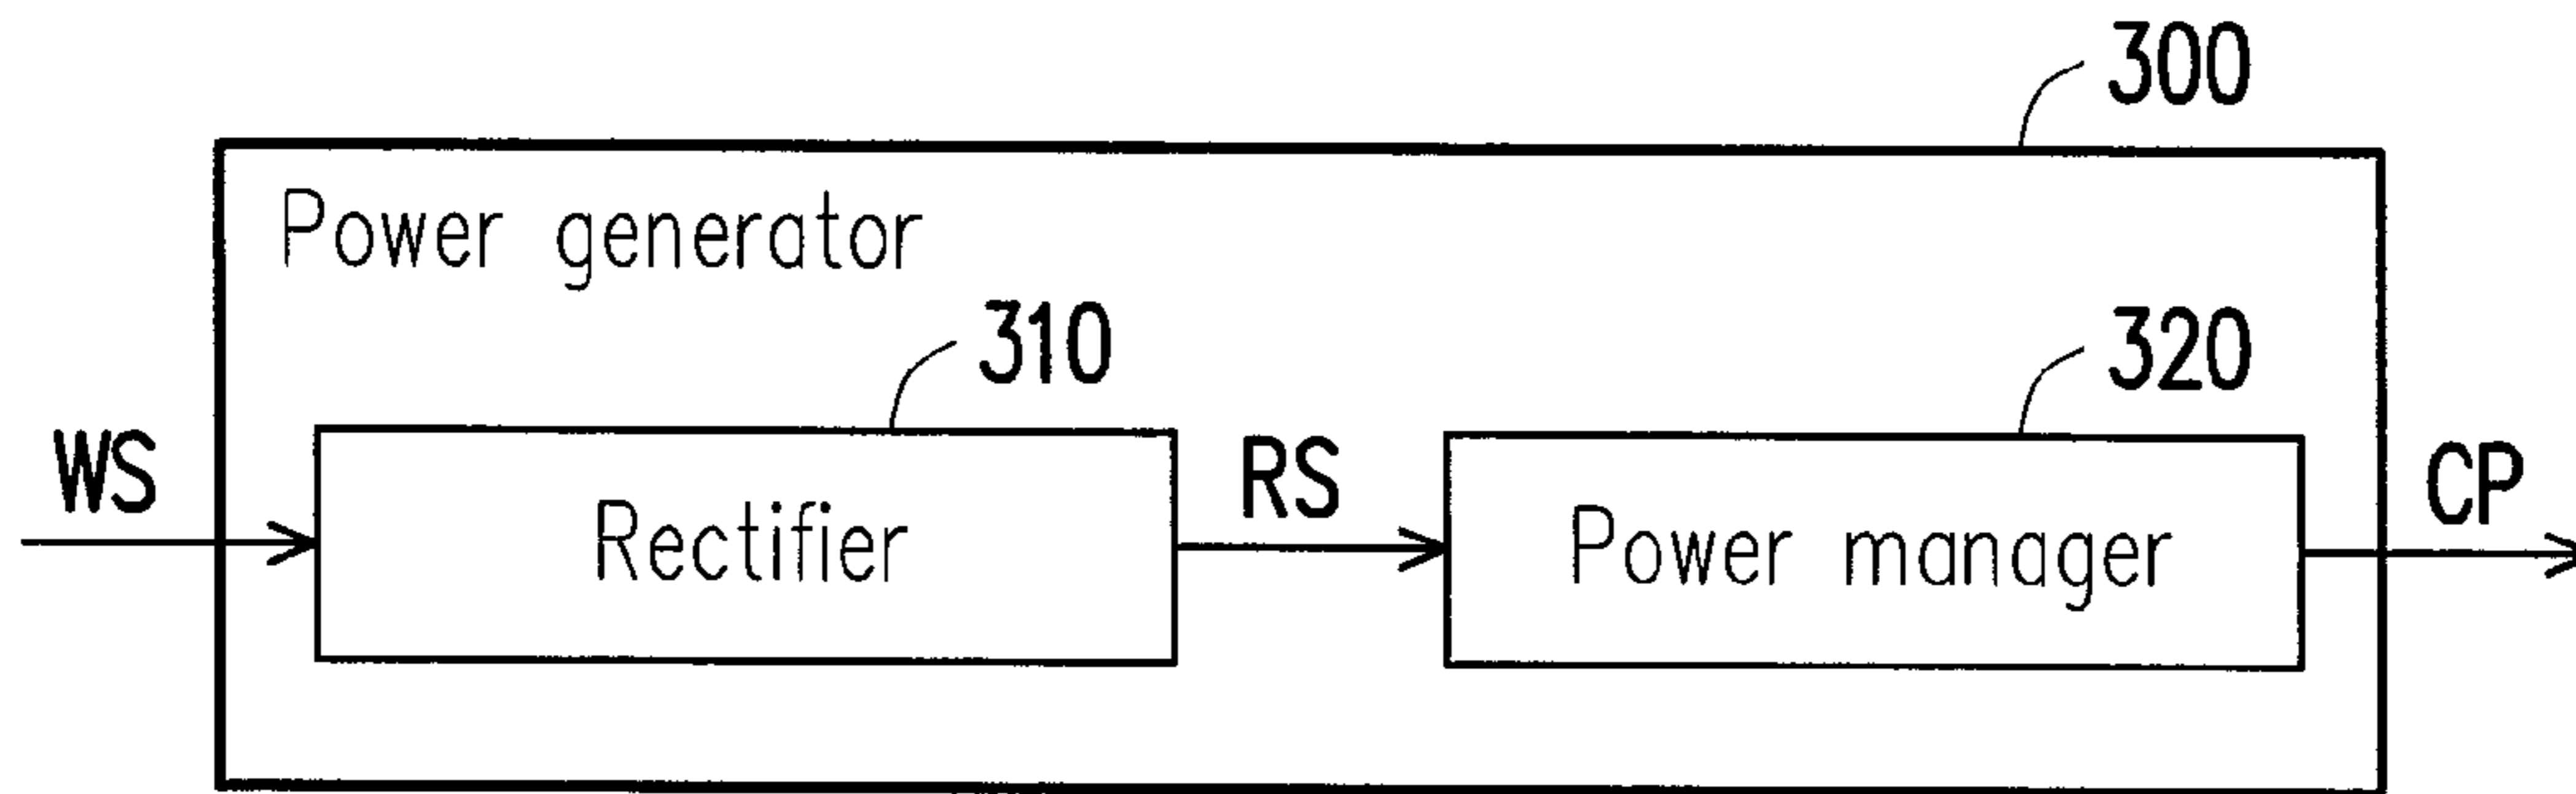 300
Power generator
310
320
WS
RS
CP
Rectifier
Power manager